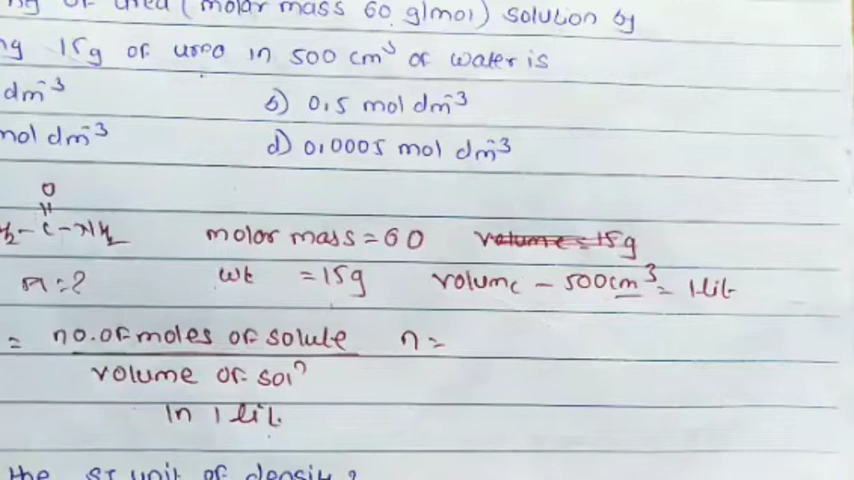 of urea (molar mass 60 g/mol) solution by
15g of urea in 500 cm³ of water is
dm⁻³ b) 0.5 mol dm⁻³
mol dm⁻³ d) 0.0005 mol dm⁻³
O
||
- C - NH₂ molar mass = 60 volume = 15g
n = ? wt = 15g volume - 500cm³ = 1 lit
= no. of moles of solute n =
volume of solⁿ
in 1 lit.
the SI unit of density?